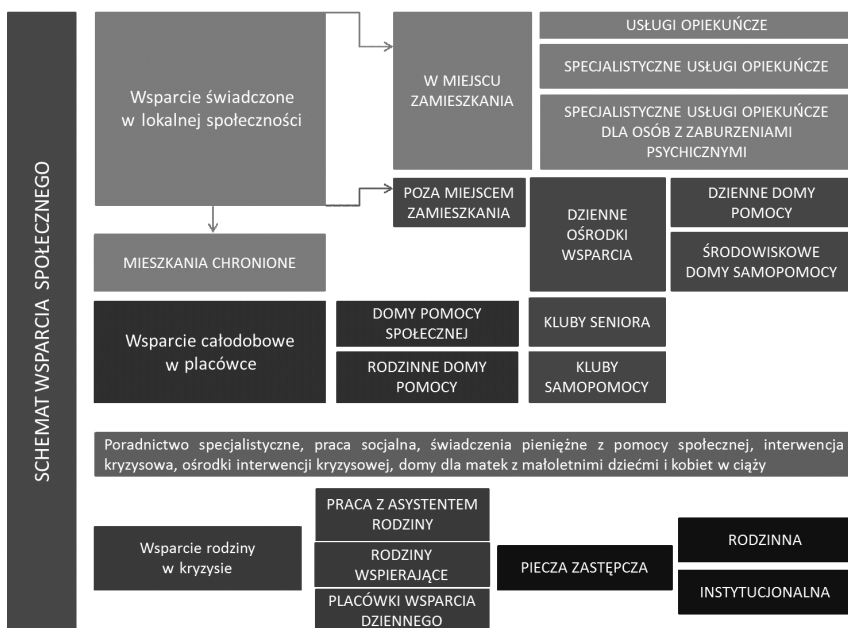 SCHEMAT WSPARCIA SPOŁECZNEGO
Wsparcie świadczone
w lokalnej społeczności
W MIEJSCU
ZAMIESZKANIA
USŁUGI OPIEKUŃCZE
SPECJALISTYCZNE USŁUGI OPIEKUŃCZE
SPECJALISTYCZNE USŁUGI OPIEKUŃCZE
DLA OSÓB Z ZABURZENIAMI
PSYCHICZNYMI
POZA MIEJSCEM
ZAMIESZKANIA
DZIENNE
OŚRODKI
WSPARCIA
DZIENNE DOMY
POMOCY
ŚRODOWISKOWE
DOMY SAMOPOMOCY
MIESZKANIA CHRONIONE
Wsparcie całodobowe
w placówce
DOMY POMOCY
SPOŁECZNEJ
RODZINNE DOMY
POMOCY
KLUBY SENIORA
KLUBY
SAMOPOMOCY
Poradnictwo specjalistyczne, praca socjalna, świadczenia pieniężne z pomocy społecznej, interwencja
kryzysowa, ośrodki interwencji kryzysowej, domy dla matek z małoletnimi dziećmi i kobiet w ciąży
Wsparcie rodziny
w kryzysie
PRACA Z ASYSTENTEM
RODZINY
RODZINY
WSPIERAJĄCE
PLACÓWKI WSPARCIA
DZIENNEGO
PIECZA ZASTĘPCZA
RODZINNA
INSTYTUCJONALNA